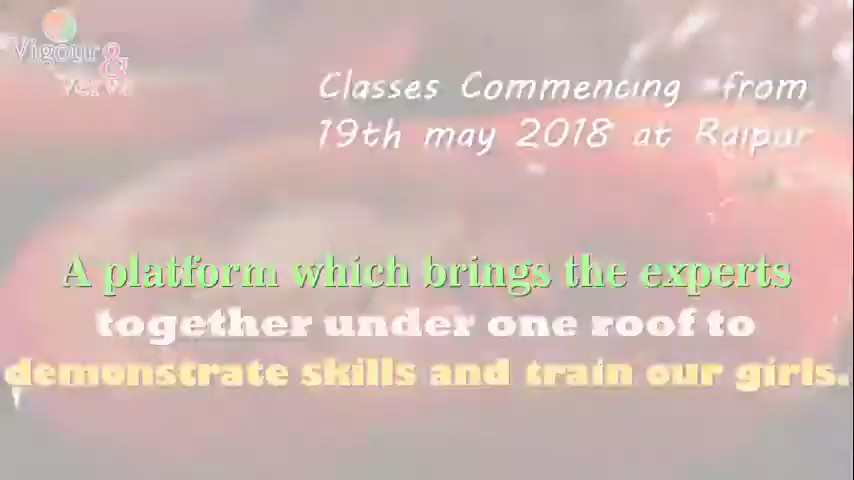 Vigour &
Verve
Classes Commencing from
19th may 2018 at Raipur
A platform which brings the experts
together under one roof to
demonstrate skills and train our girls.